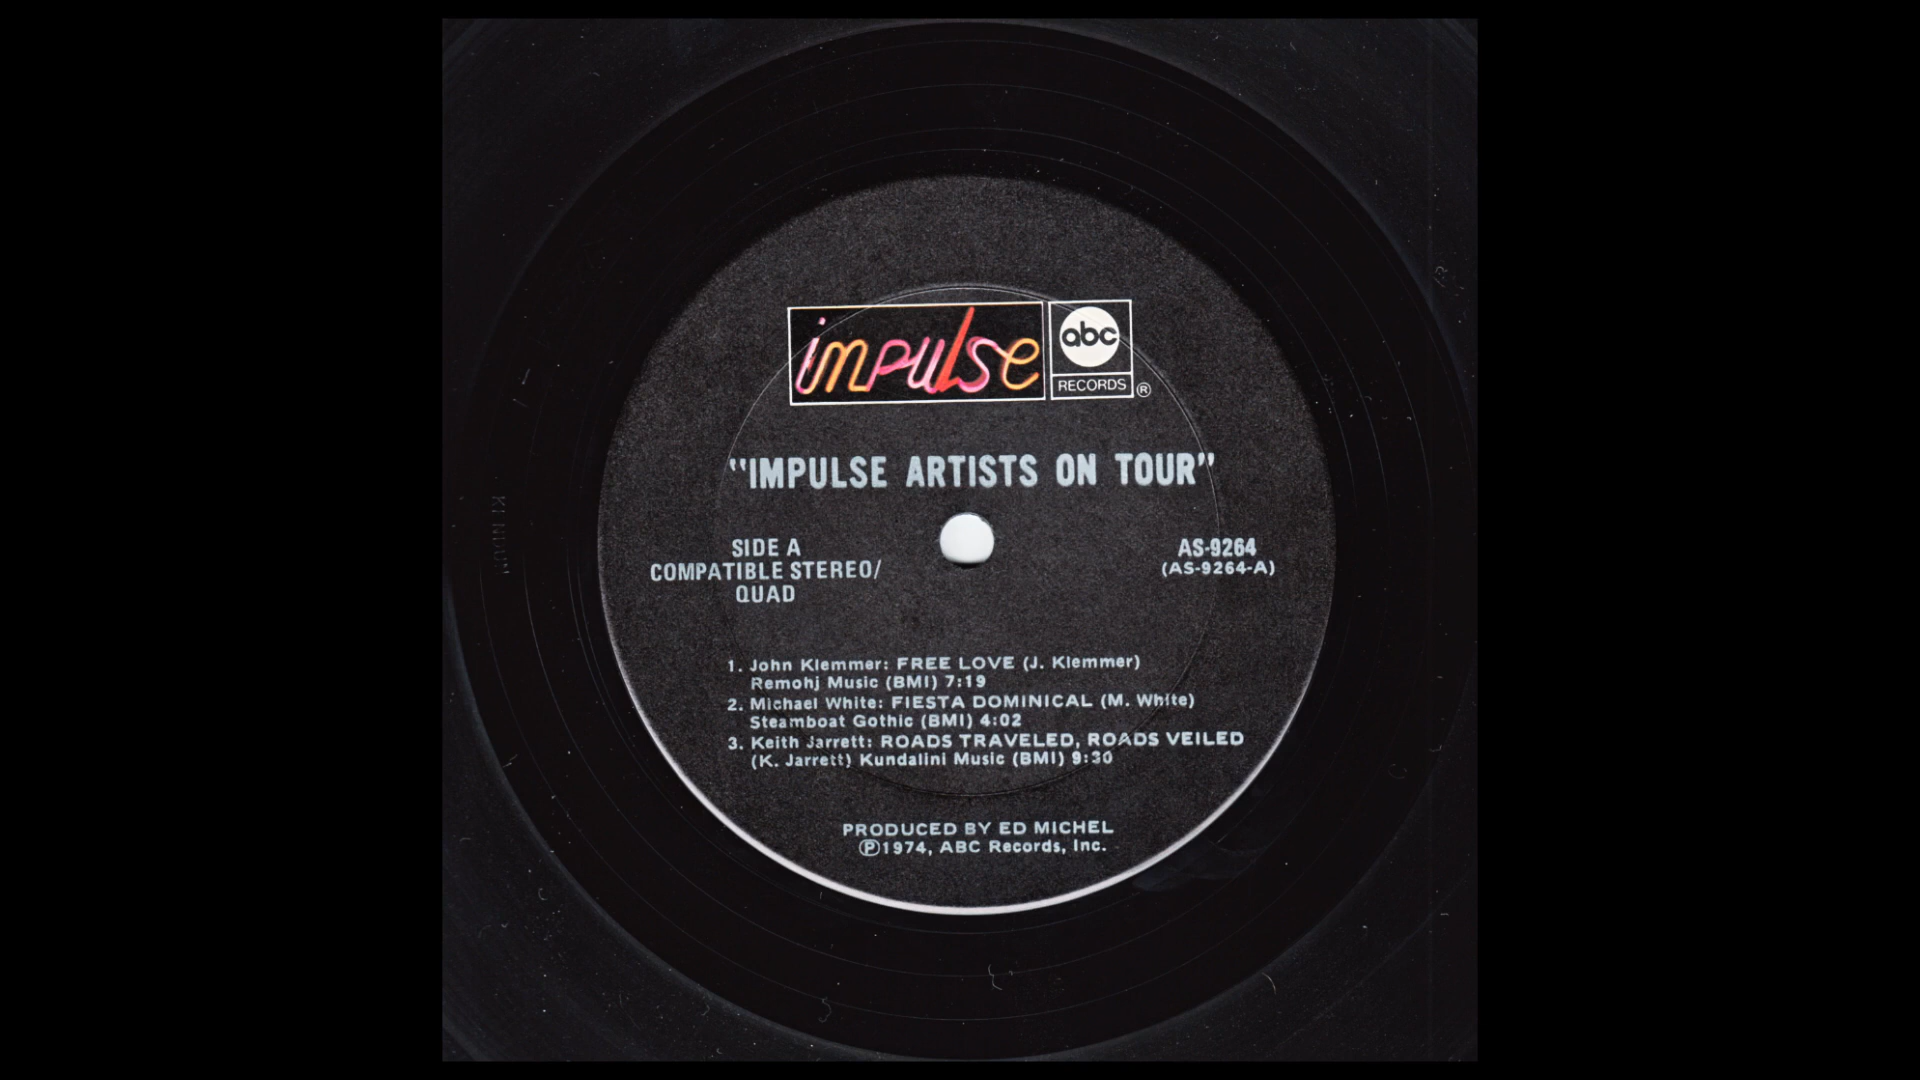 impulse
abc
RECORDS ®
"IMPULSE ARTISTS ON TOUR"
SIDE A
COMPATIBLE STEREO/
QUAD
AS-9264
(AS-9264-A)
1. John Klemmer: FREE LOVE (J. Klemmer)
Remohj Music (BMI) 7:19
2. Michael White: FIESTA DOMINICAL (M. White)
Steamboat Gothic (BMI) 4:02
3. Keith Jarrett: ROADS TRAVELED, ROADS VEILED
(K. Jarrett) Kundalini Music (BMI) 9:30
PRODUCED BY ED MICHEL
℗1974, ABC Records, Inc.